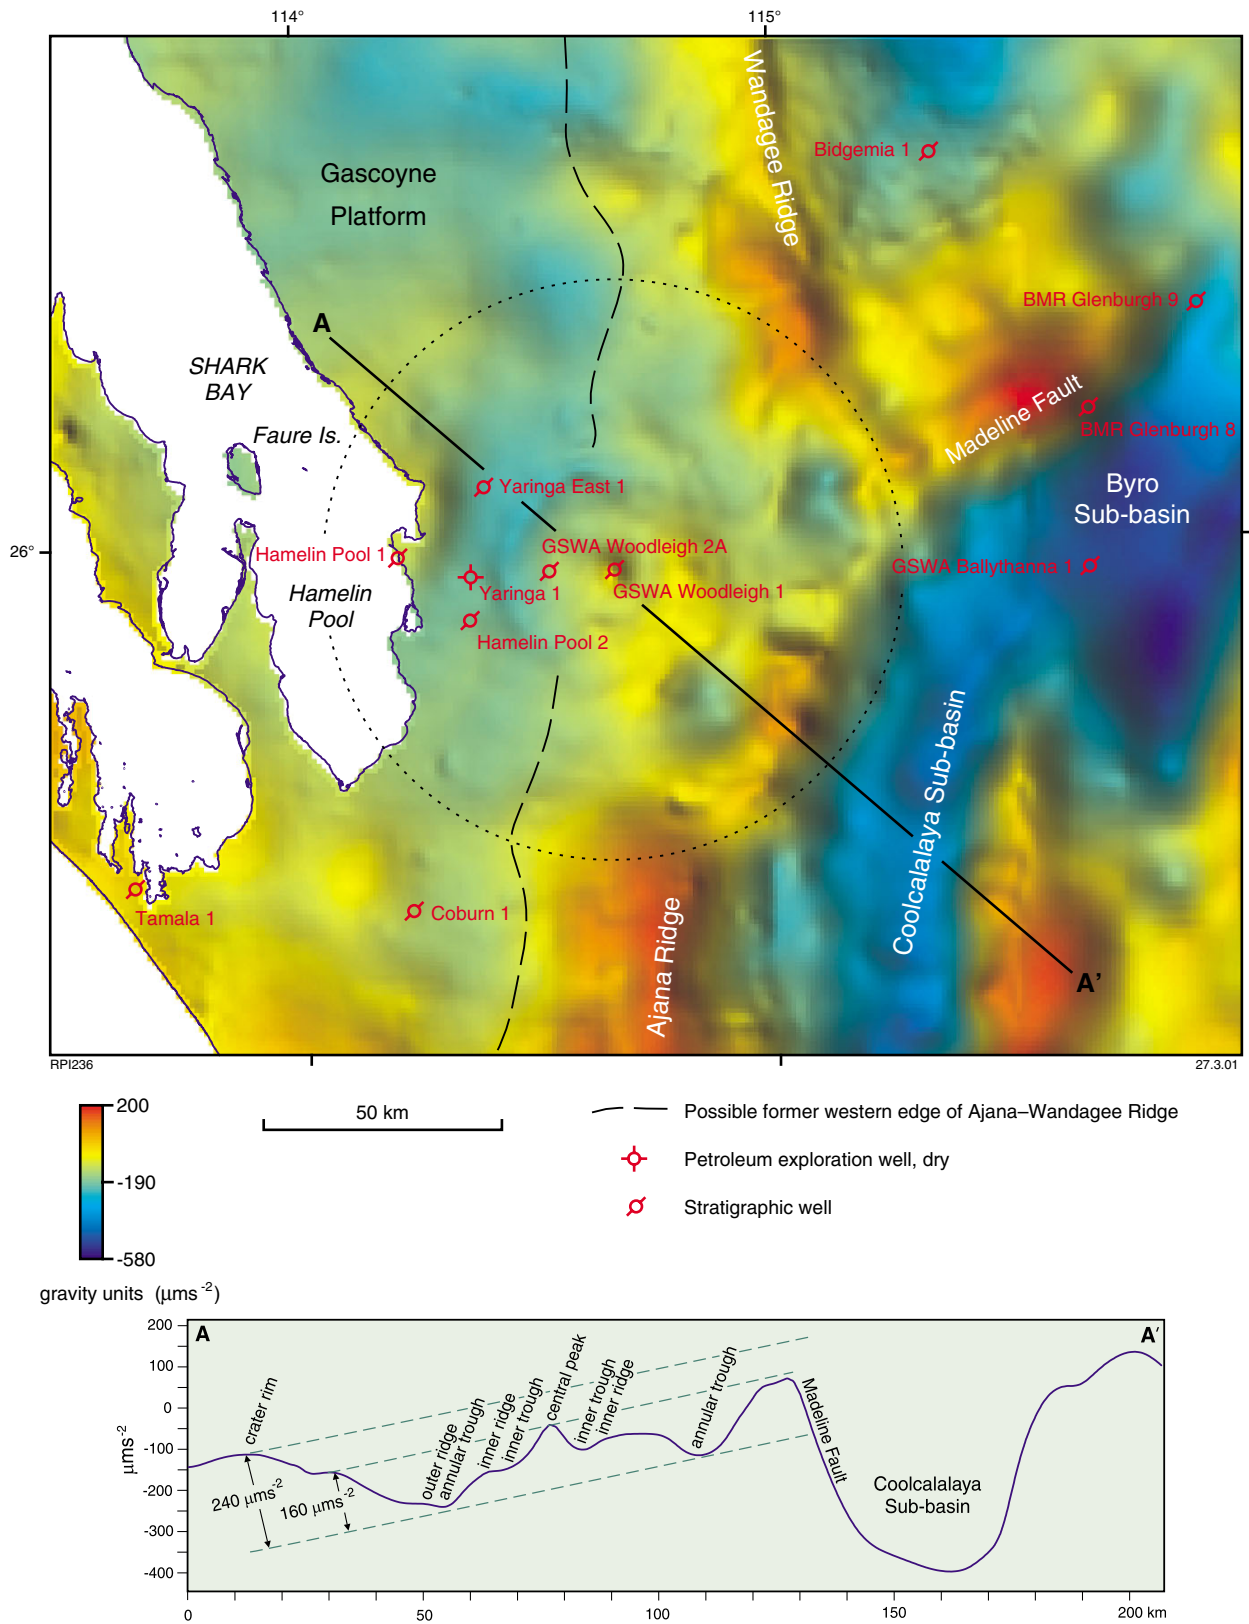 114°
115°
Wandagee Ridge
Bidgemia 1
Gascoyne
Platform
BMR Glenburgh 9
A
SHARK
BAY
Madeline Fault
BMR Glenburgh 8
Faure Is.
Yaringa East 1
Byro
Sub-basin
26°
Hamelin Pool 1
GSWA Woodleigh 2A
GSWA Ballythanna 1
Hamelin
Pool
Yaringa 1
GSWA Woodleigh 1
Hamelin Pool 2
Coolcalalaya Sub-basin
Tamala 1
Coburn 1
Ajana Ridge
A’
RPI236
27.3.01
200
-190
-580
gravity units (µms-2)
50 km
Possible former western edge of Ajana–Wandagee Ridge
Petroleum exploration well, dry
Stratigraphic well
A
A′
200
100
0
-100
-200
-300
-400
µms-2
crater rim
240 µms-2
160 µms-2
outer ridge
annular trough
inner ridge
inner trough
central peak
inner trough
inner ridge
annular trough
Madeline Fault
Coolcalalaya
Sub-basin
0
50
100
150
200 km